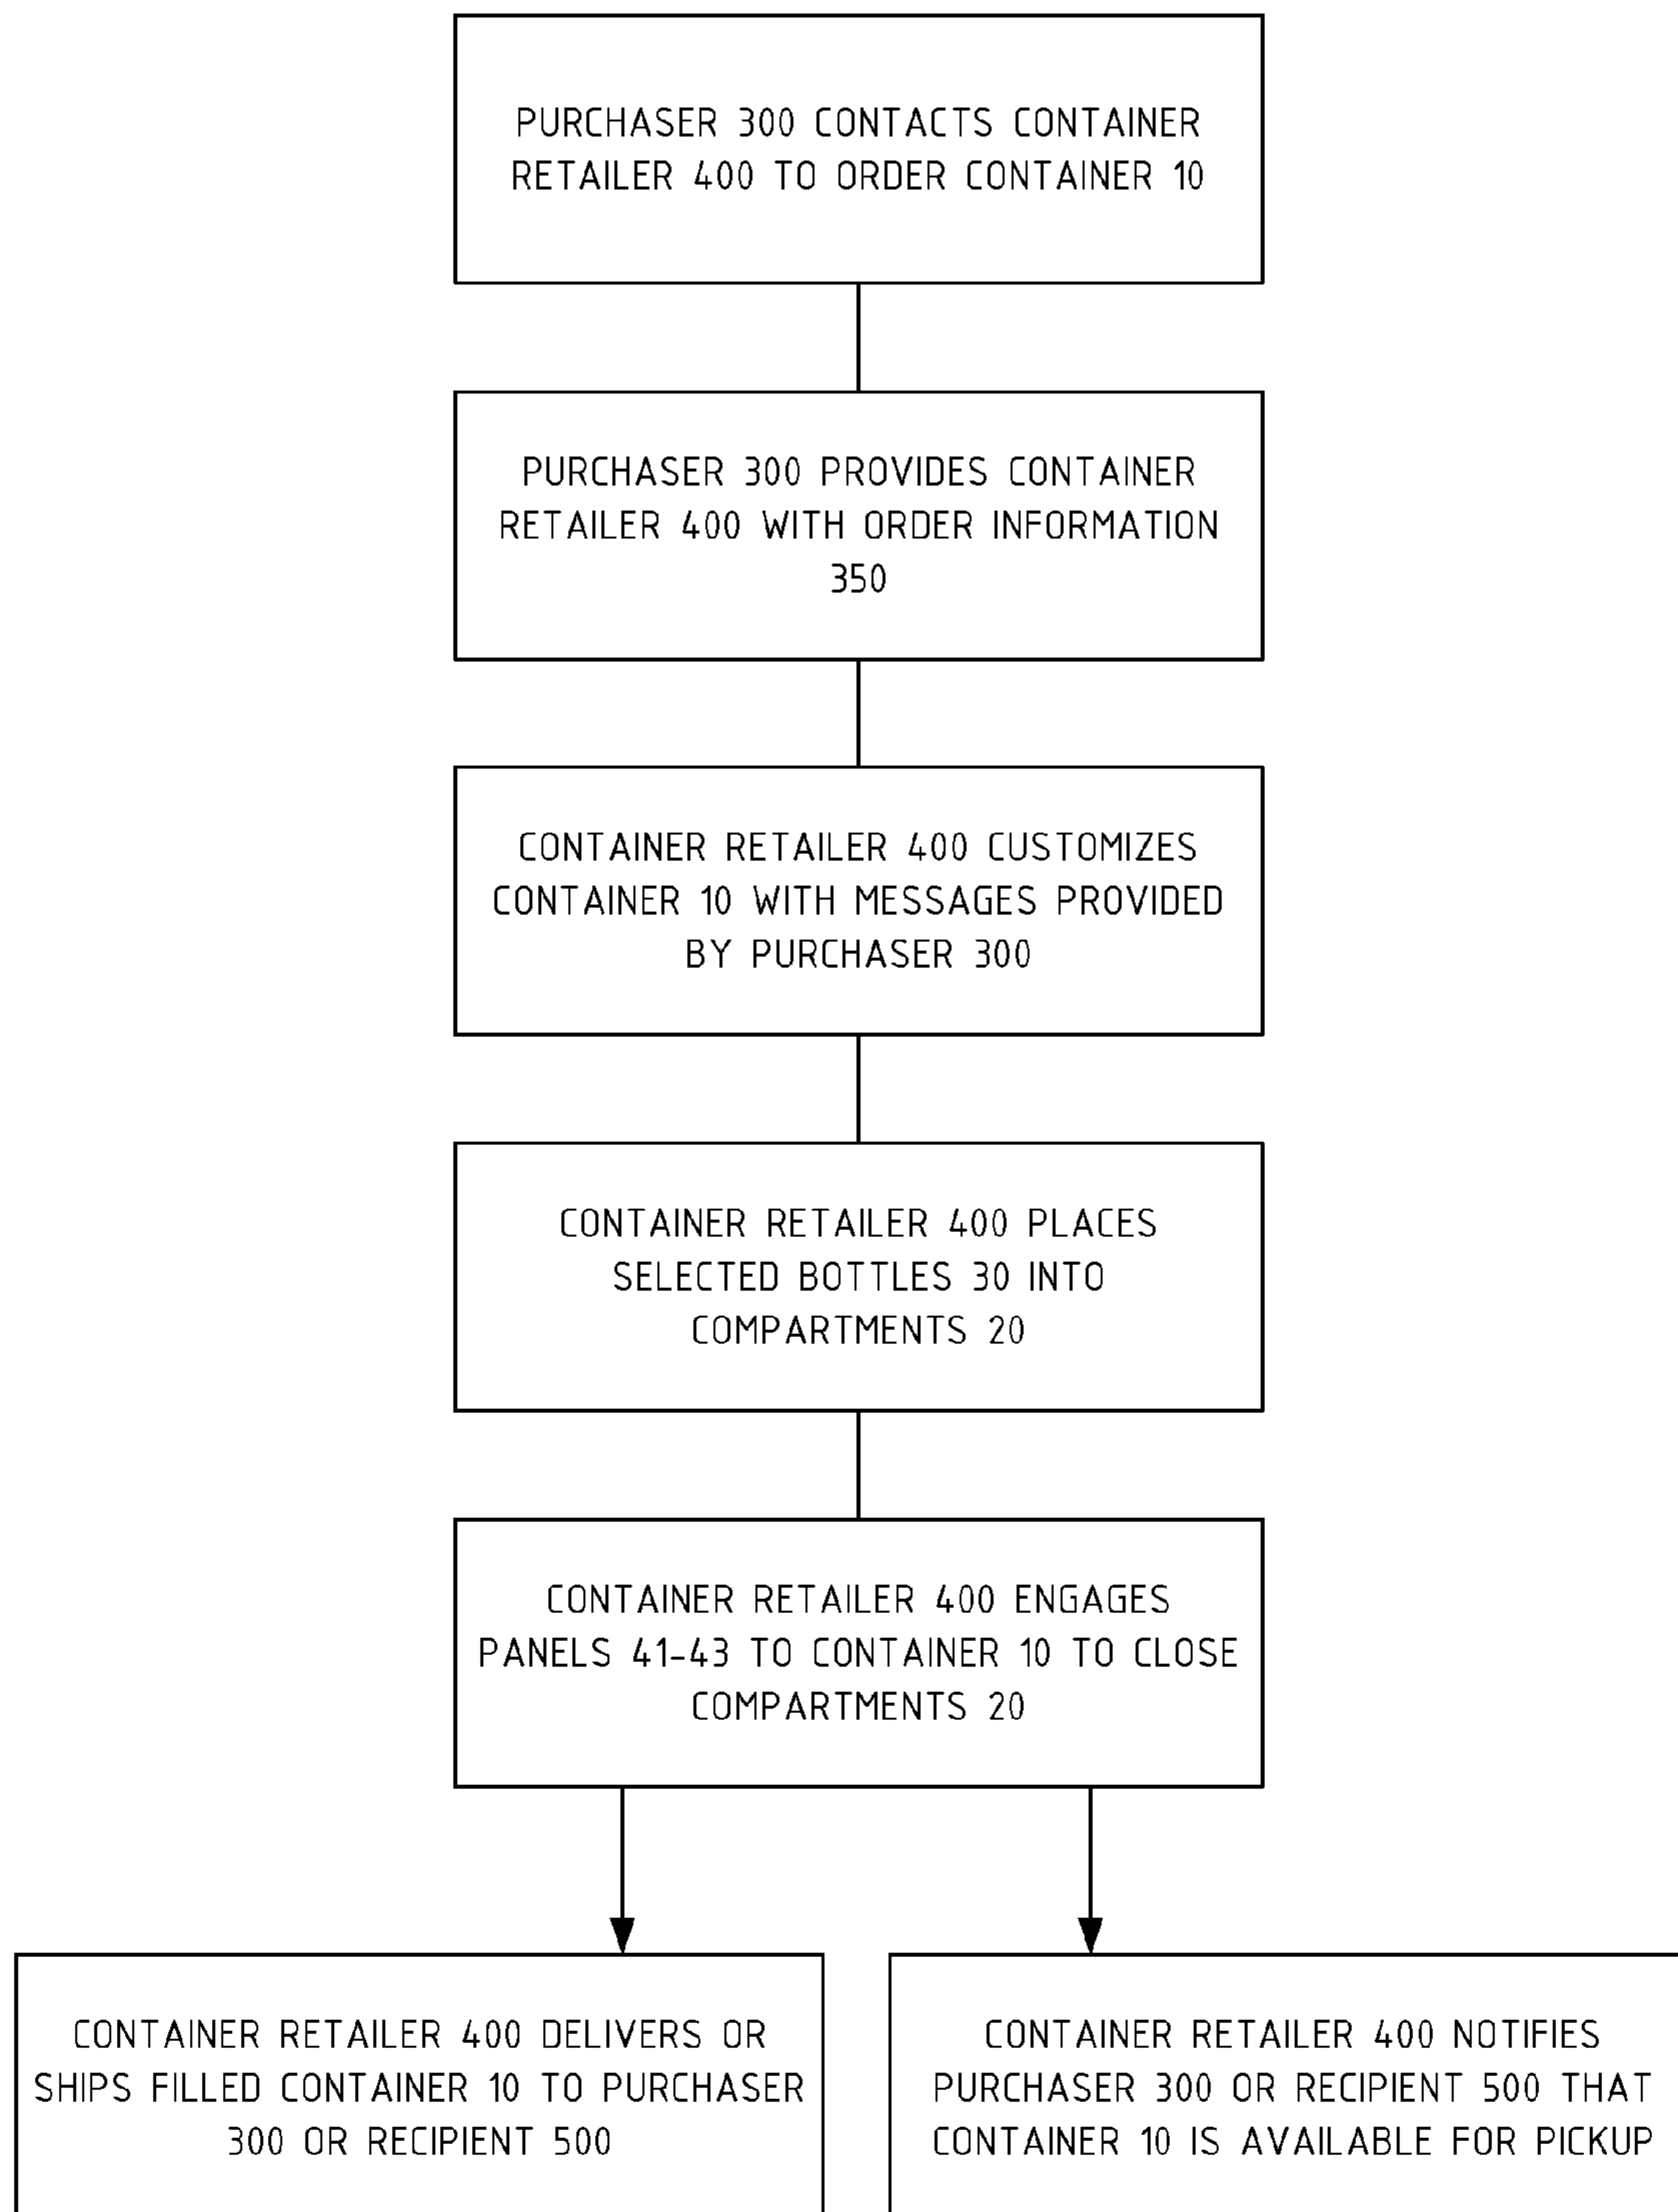 PURCHASER 300 CONTACTS CONTAINER
RETAILER 400 TO ORDER CONTAINER 10
PURCHASER 300 PROVIDES CONTAINER
RETAILER 400 WITH ORDER INFORMATION
350
CONTAINER RETAILER 400 CUSTOMIZES
CONTAINER 10 WITH MESSAGES PROVIDED
BY PURCHASER 300
CONTAINER RETAILER 400 PLACES
SELECTED BOTTLES 30 INTO
COMPARTMENTS 20
CONTAINER RETAILER 400 ENGAGES
PANELS 41-43 TO CONTAINER 10 TO CLOSE
COMPARTMENTS 20
CONTAINER RETAILER 400 DELIVERS OR
SHIPS FILLED CONTAINER 10 TO PURCHASER
300 OR RECIPIENT 500
CONTAINER RETAILER 400 NOTIFIES
PURCHASER 300 OR RECIPIENT 500 THAT
CONTAINER 10 IS AVAILABLE FOR PICKUP